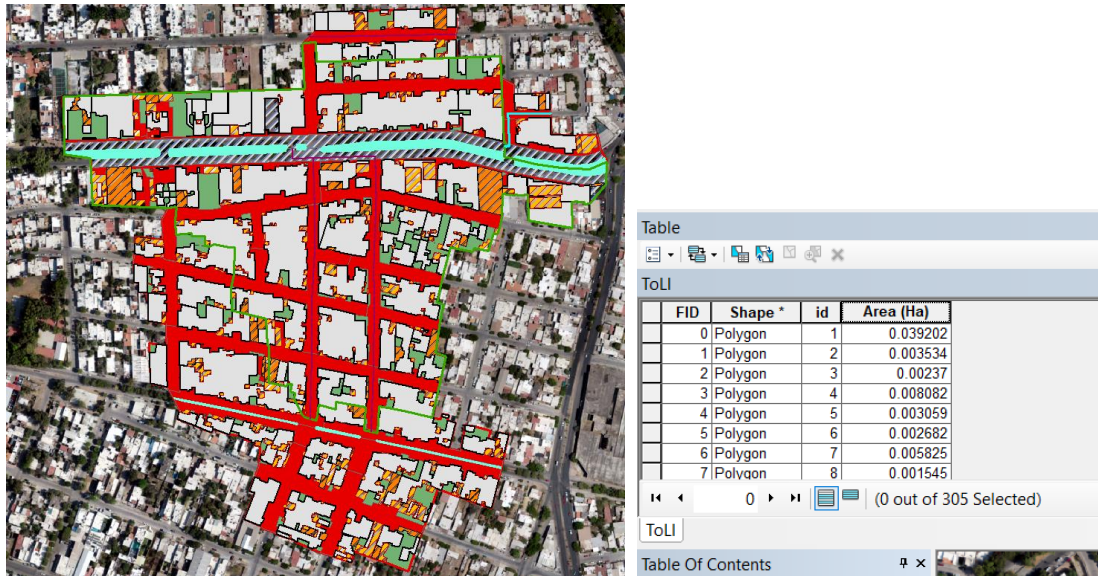 Table
ToLI
FID Shape * id Area (Ha)
0 Polygon 1 0.039202
1 Polygon 2 0.003534
2 Polygon 3 0.00237
3 Polygon 4 0.008082
4 Polygon 5 0.003059
5 Polygon 6 0.002682
6 Polygon 7 0.005825
7 Polygon 8 0.001545
0 (0 out of 305 Selected)
ToLI
Table Of Contents